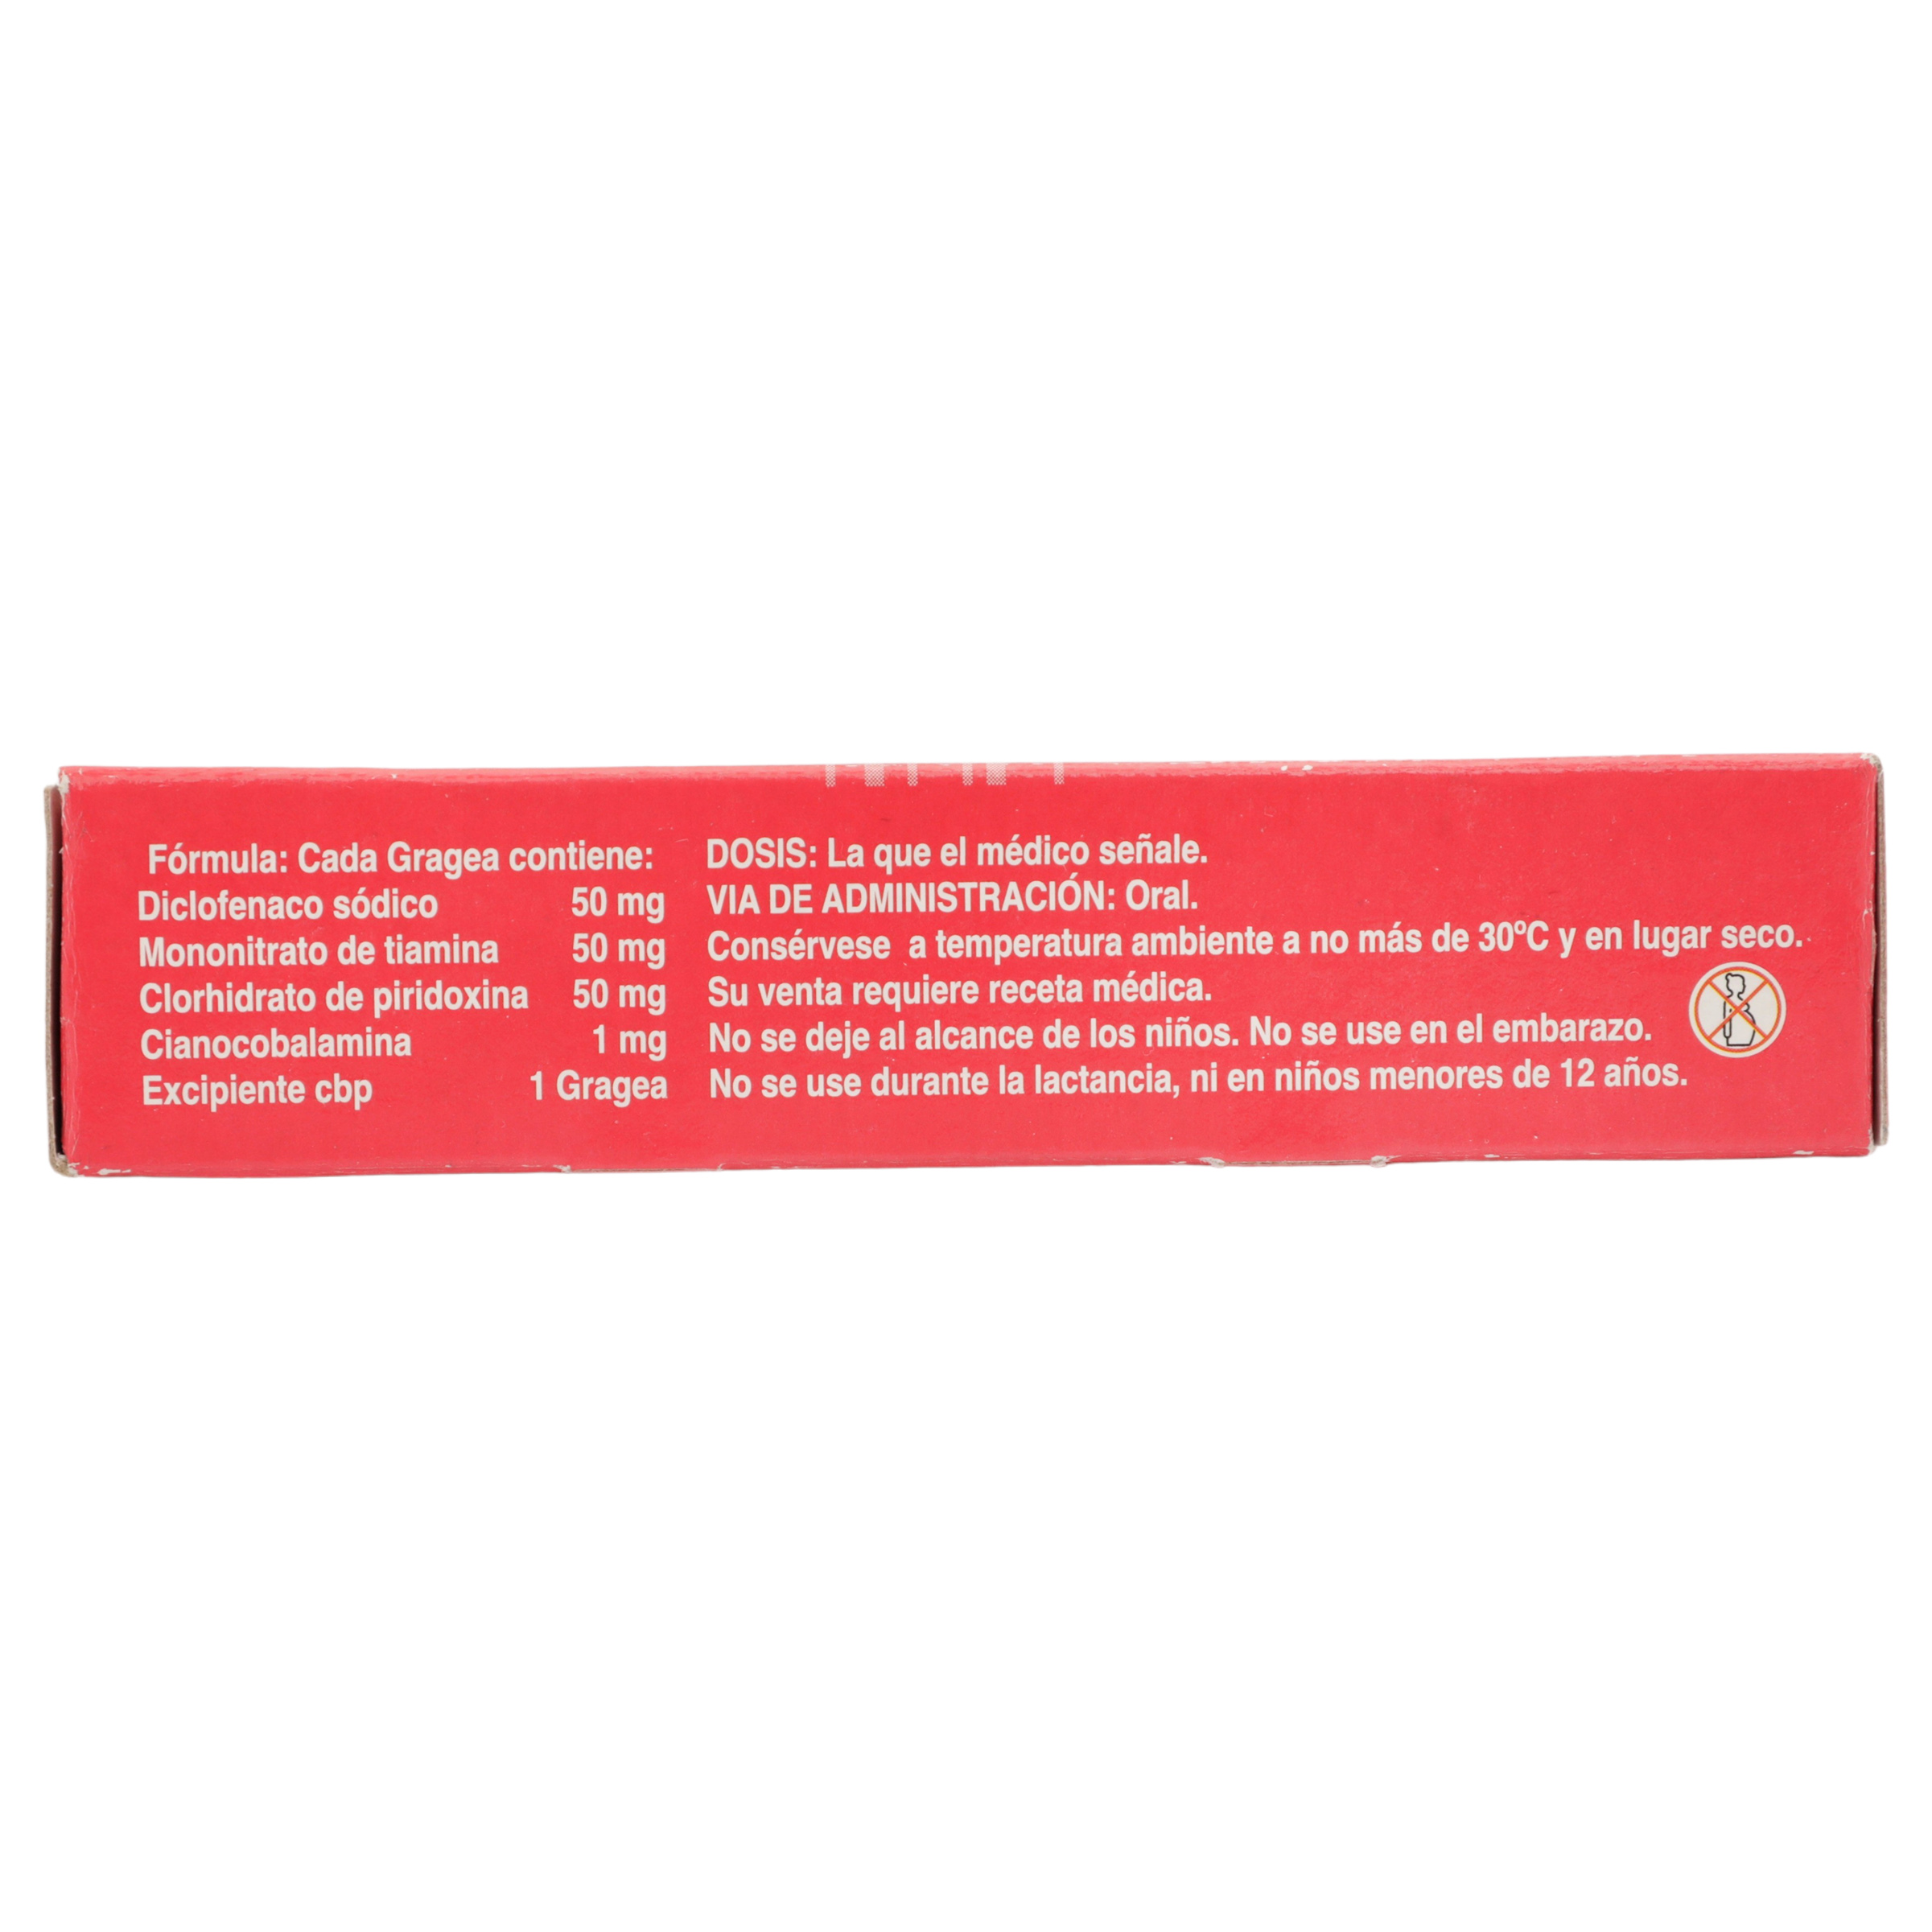 Fórmula: Cada Gragea contiene:
Diclofenaco sódico 50 mg
Mononitrato de tiamina 50 mg
Clorhidrato de piridoxina 50 mg
Cianocobalamina 1 mg
Excipiente cbp 1 Gragea
DOSIS: La que el médico señale.
VIA DE ADMINISTRACIÓN: Oral.
Consérvese a temperatura ambiente a no más de 30ºC y en lugar seco.
Su venta requiere receta médica.
No se deje al alcance de los niños. No se use en el embarazo.
No se use durante la lactancia, ni en niños menores de 12 años.